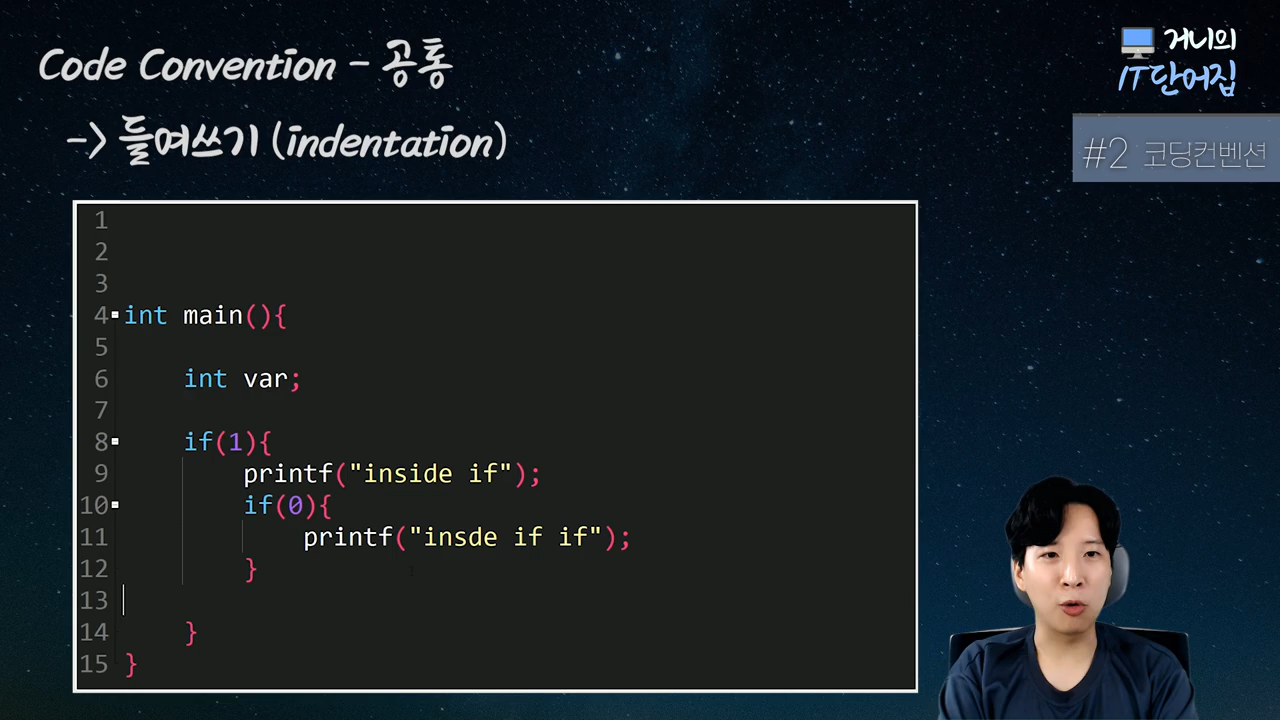 Code Convention - 공통
-> 들여쓰기 (indentation)
거니의
IT단어집
#2 코딩컨벤션
1
2
3
4 int main(){
5
6     int var;
7
8     if(1){
9         printf("inside if");
10         if(0){
11             printf("insde if if");
12         }
13
14     }
15 }